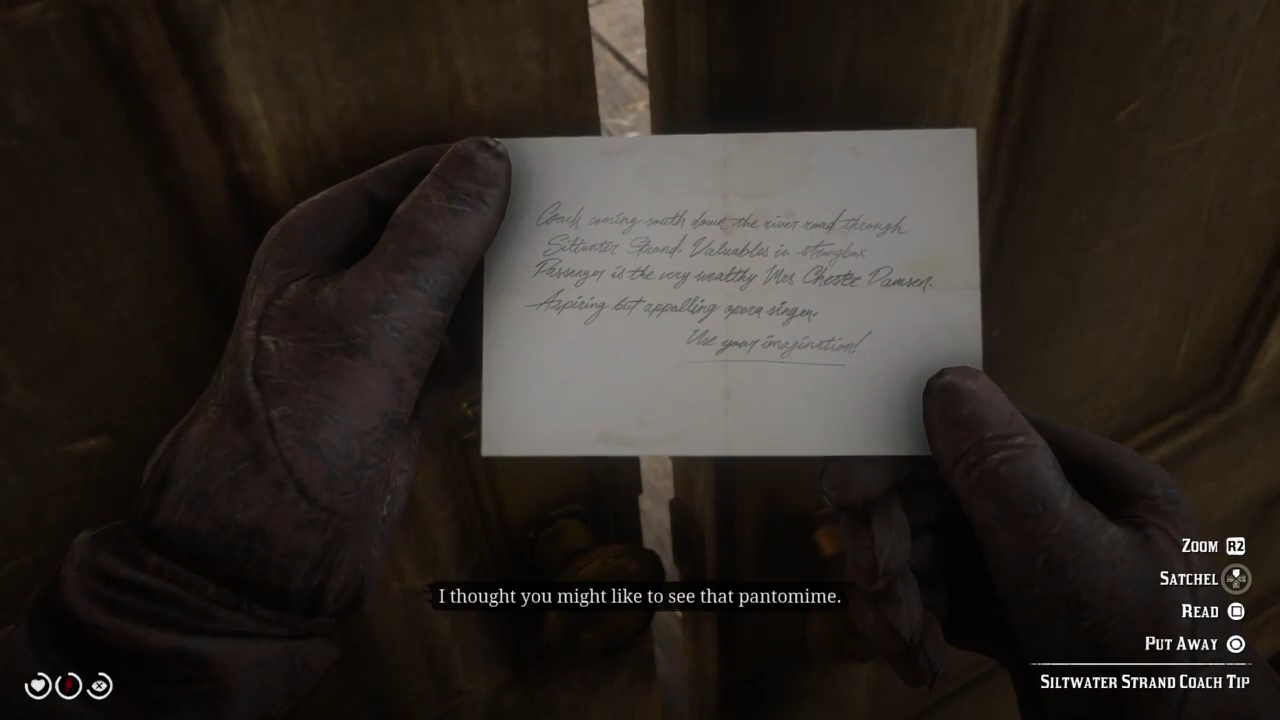 Coach coming south down the river road through
Siltwater Strand. Valuables in strongbox
Passenger is the very wealthy Mrs Chester Damsen.
Aspiring but appalling opera singer.
Use your imagination!
ZOOM R2
SATCHEL
READ
PUT AWAY
I thought you might like to see that pantomime.
SILTWATER STRAND COACH TIP